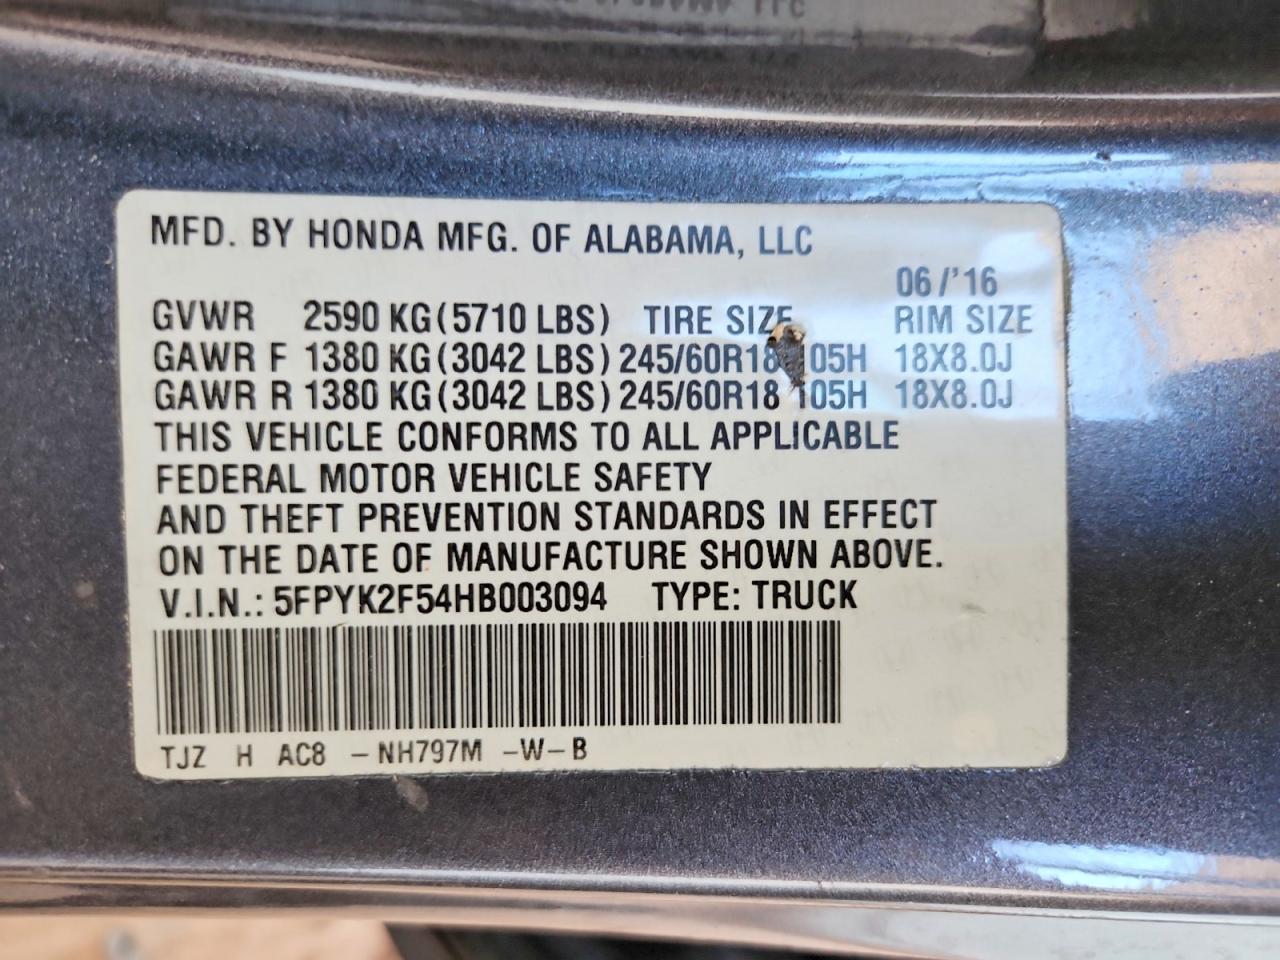 MFD. BY HONDA MFG. OF ALABAMA, LLC
06/'16
GVWR 2590 KG(5710 LBS) TIRE SIZE RIM SIZE
GAWR F 1380 KG(3042 LBS) 245/60R18 105H 18X8.0J
GAWR R 1380 KG(3042 LBS) 245/60R18 105H 18X8.0J
THIS VEHICLE CONFORMS TO ALL APPLICABLE
FEDERAL MOTOR VEHICLE SAFETY
AND THEFT PREVENTION STANDARDS IN EFFECT
ON THE DATE OF MANUFACTURE SHOWN ABOVE.
V.I.N.: 5FPYK2F54HB003094 TYPE: TRUCK
TJZ H AC8 -NH797M -W-B